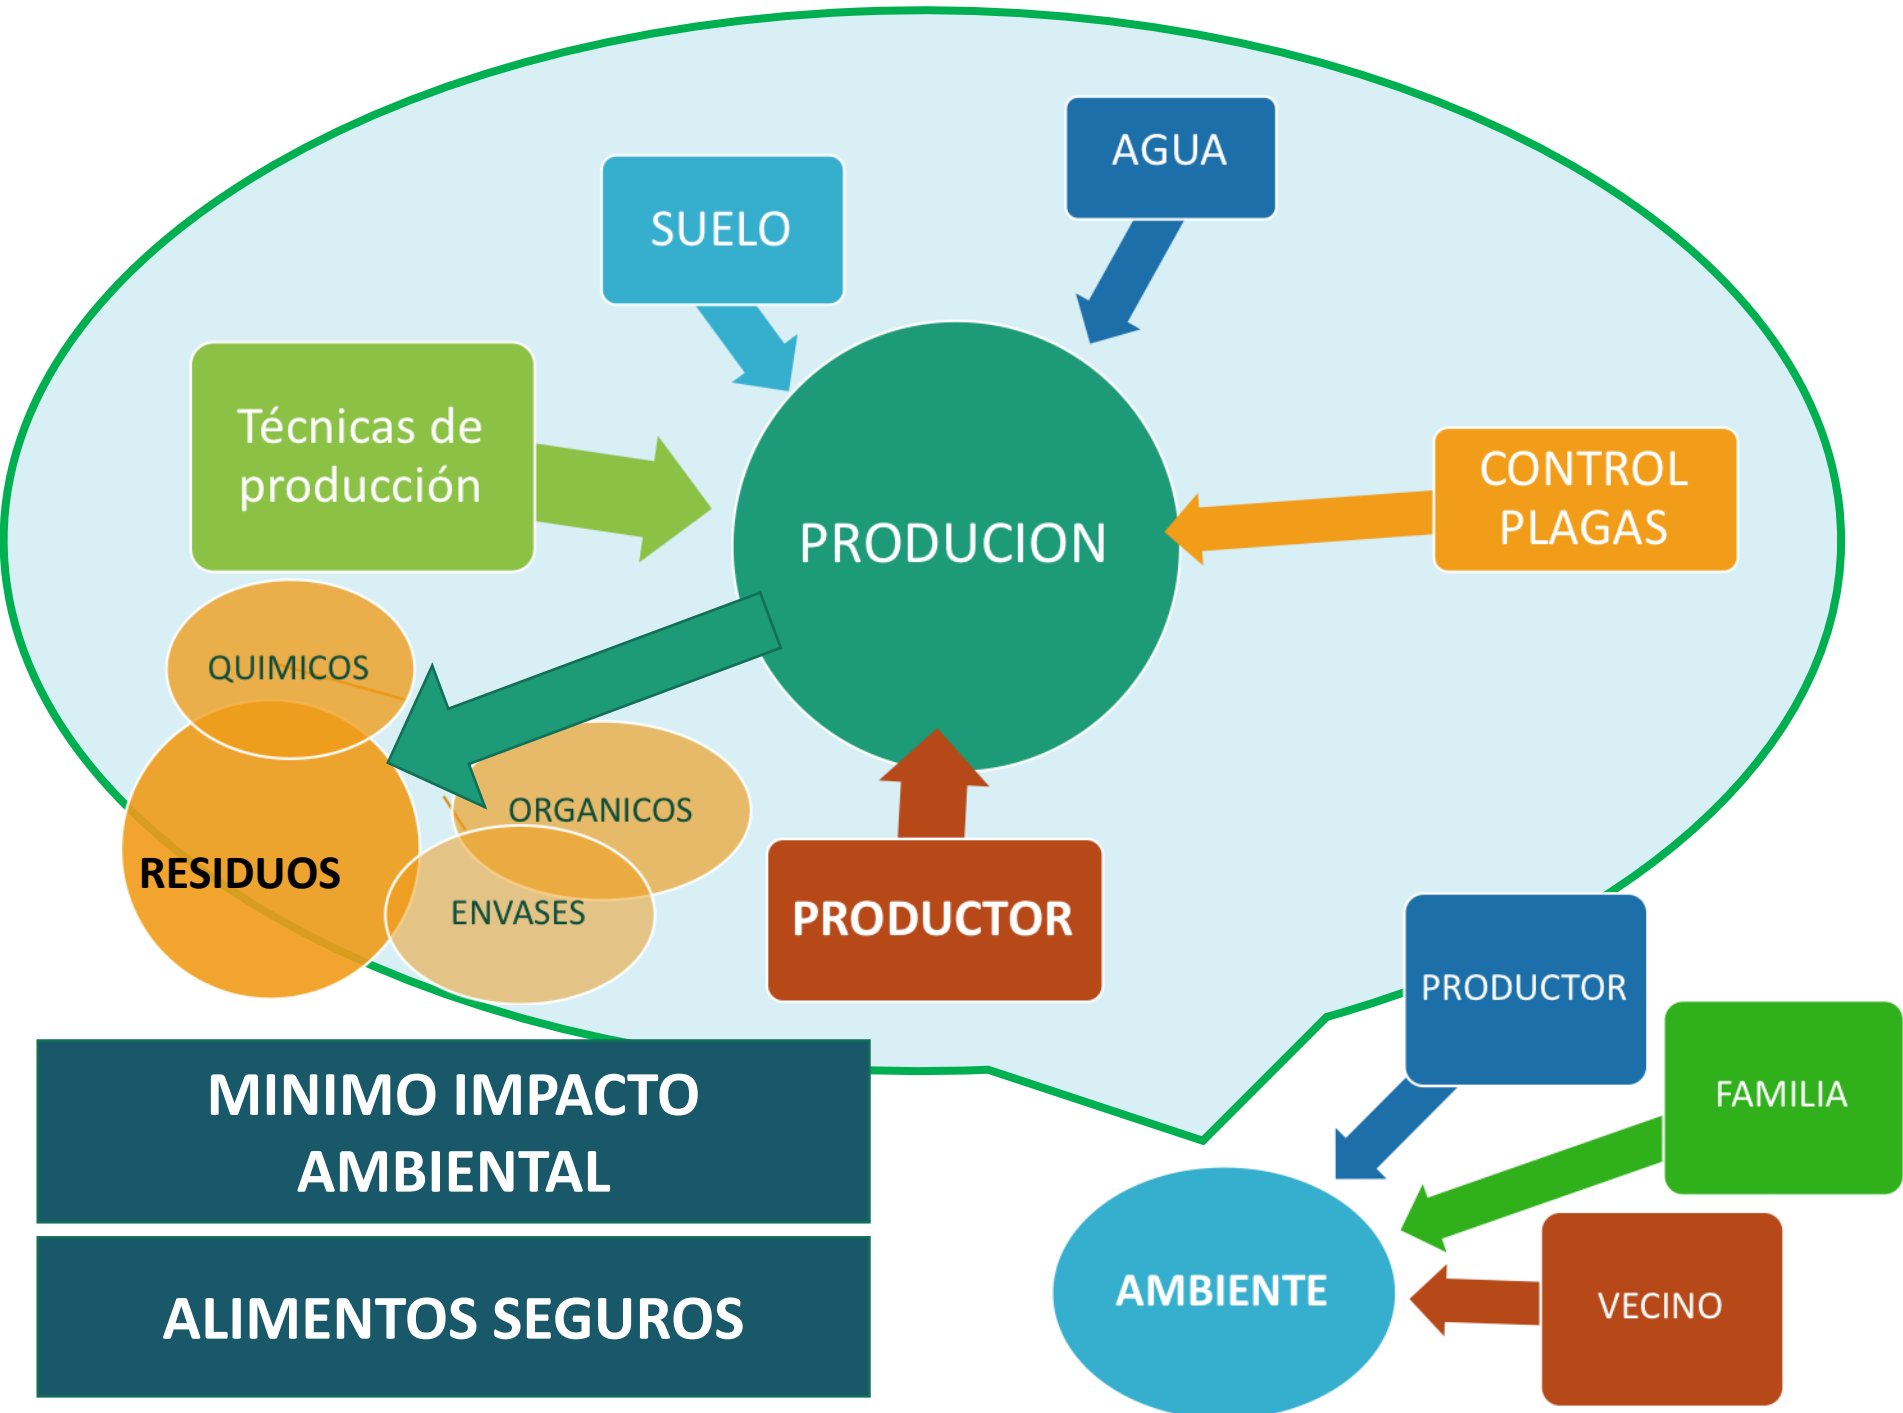 AGUA
SUELO
Técnicas de
producción
CONTROL
PLAGAS
PRODUCION
QUIMICOS
ORGANICOS
RESIDUOS
ENVASES
PRODUCTOR
PRODUCTOR
FAMILIA
MINIMO IMPACTO
AMBIENTAL
AMBIENTE
VECINO
ALIMENTOS SEGUROS